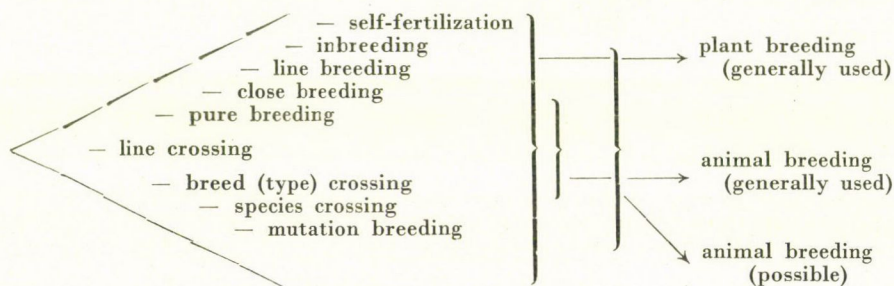 — self-fertilization
— inbreeding
— line breeding
— close breeding
— pure breeding
— line crossing
— breed (type) crossing
— species crossing
— mutation breeding
plant breeding
(generally used)
animal breeding
(generally used)
animal breeding
(possible)